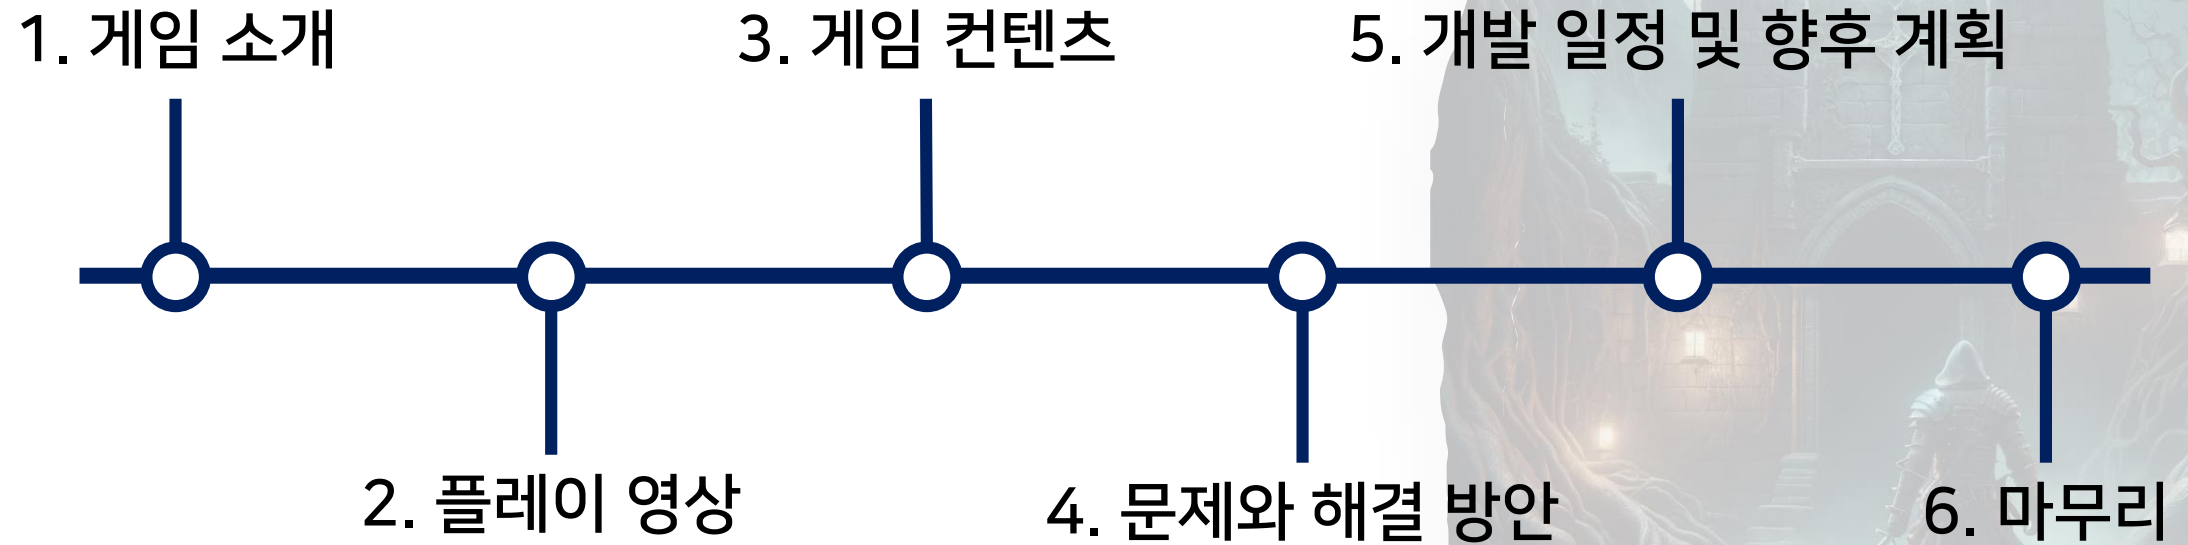 1. 게임 소개
2. 플레이 영상
3. 게임 컨텐츠
4. 문제와 해결 방안
5. 개발 일정 및 향후 계획
6. 마무리